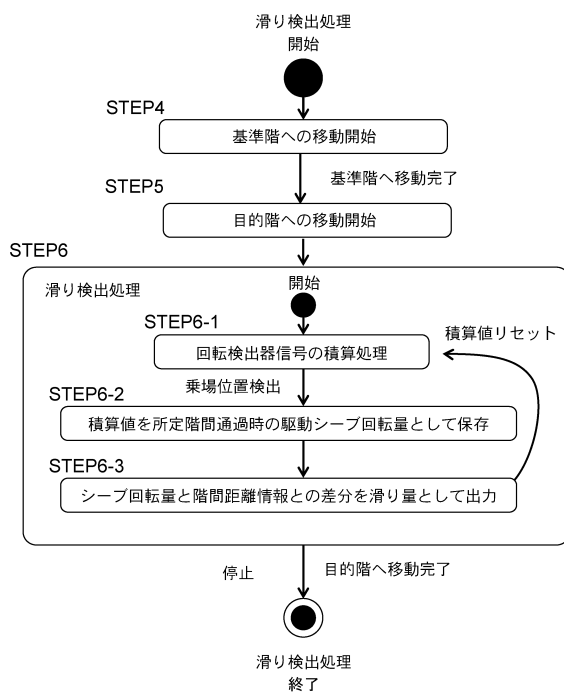 滑り検出処理
開始
STEP4
基準階への移動開始
基準階へ移動完了
STEP5
目的階への移動開始
STEP6
滑り検出処理
開始
STEP6-1
回転検出器信号の積算処理
積算値リセット
乗場位置検出
STEP6-2
積算値を所定階間通過時の駆動シーブ回転量として保存
STEP6-3
シーブ回転量と階間距離情報との差分を滑り量として出力
停止
目的階へ移動完了
滑り検出処理
終了